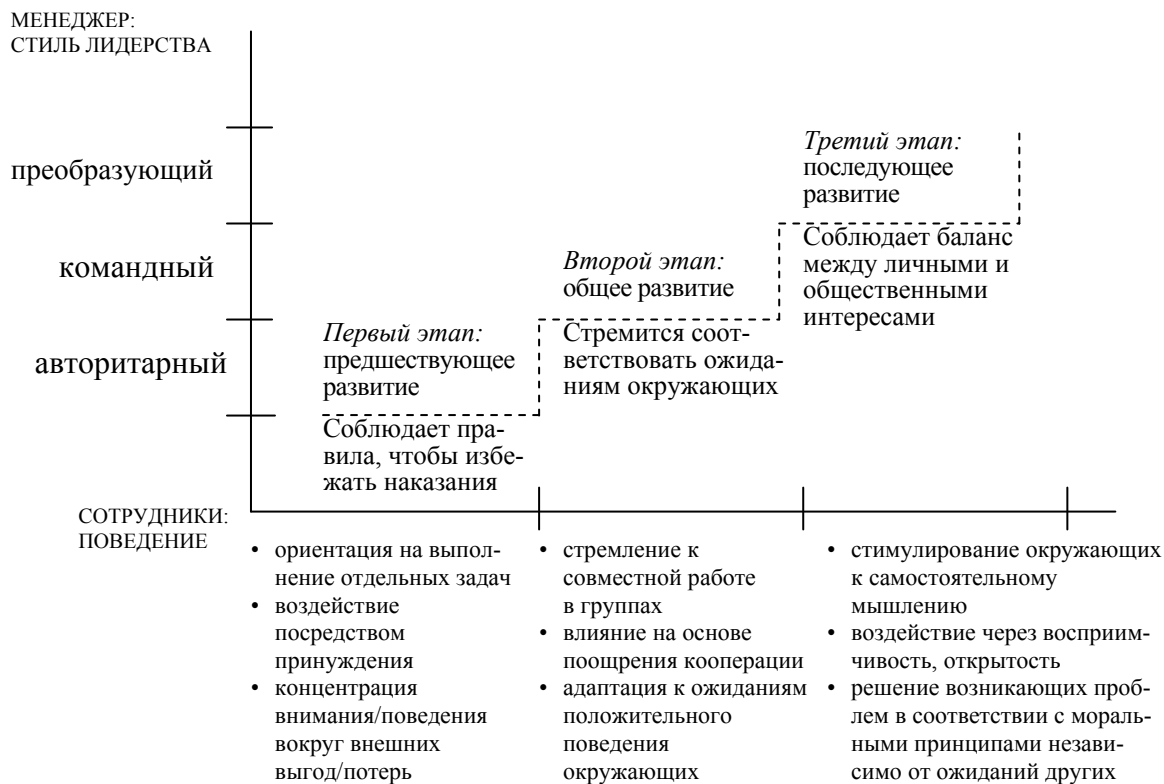 МЕНЕДЖЕР:
СТИЛЬ ЛИДЕРСТВА
преобразующий
командный
авторитарный
Третий этап:
последующее
развитие
Соблюдает баланс
между личными и
общественными
интересами
Второй этап:
общее развитие
Стремится соот-
ветствовать ожида-
ниям окружающих
Первый этап:
предшествующее
развитие
Соблюдает пра-
вила, чтобы избе-
жать наказания
СОТРУДНИКИ:
ПОВЕДЕНИЕ
• ориентация на выпол-
нение отдельных задач
• воздействие
посредством
принуждения
• концентрация
внимания/поведения
вокруг внешних
выгод/потерь
• стремление к
совместной работе
в группах
• влияние на основе
поощрения кооперации
• адаптация к ожиданиям
положительного
поведения
окружающих
• стимулирование окружающих
к самостоятельному
мышлению
• воздействие через восприим-
чивость, открытость
• решение возникающих проб-
лем в соответствии с мораль-
ными принципами незави-
симо от ожиданий других